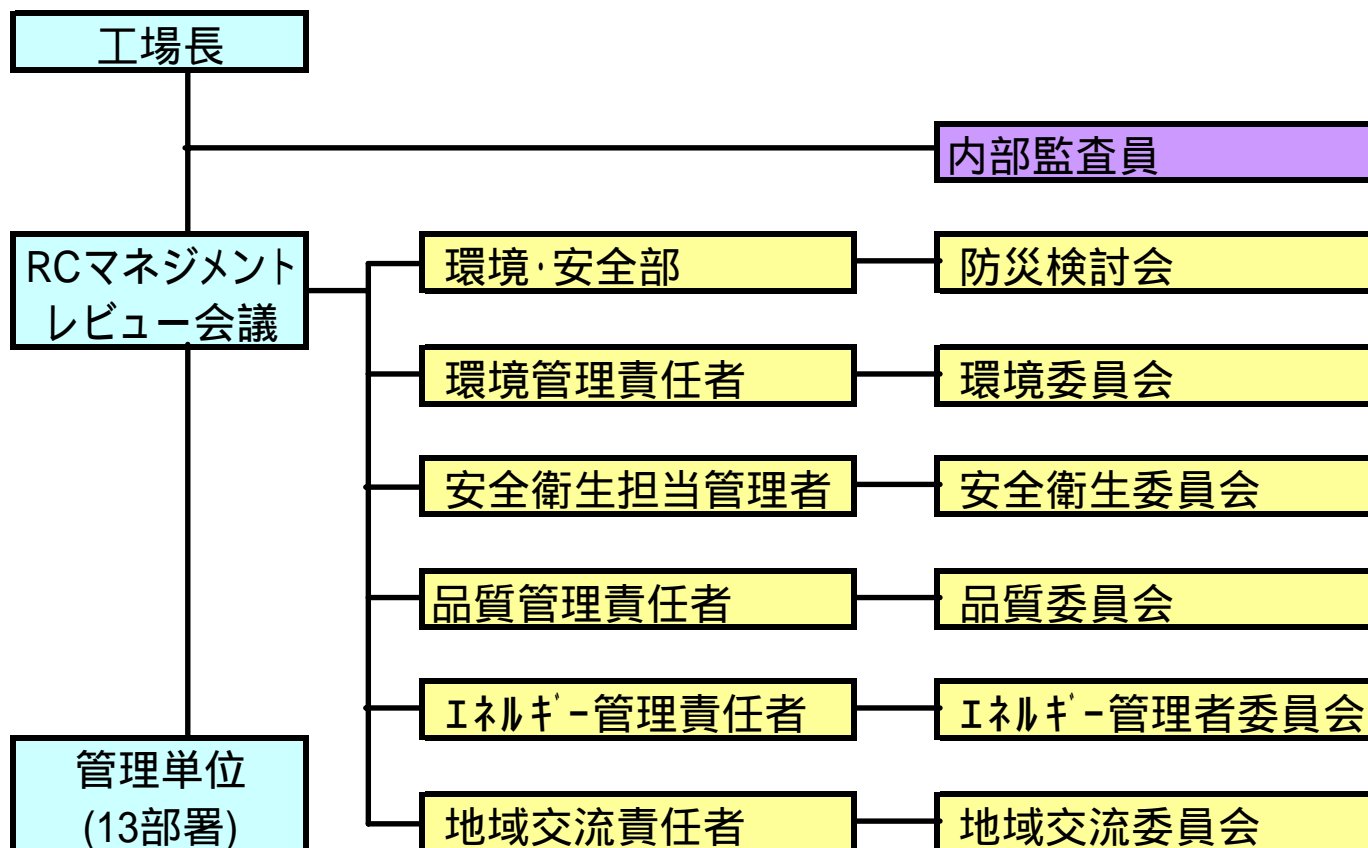 工場長
内部監査員
RCマネジメント
レビュー会議
環境・安全部
防災検討会
環境管理責任者
環境委員会
安全衛生担当管理者
安全衛生委員会
品質管理責任者
品質委員会
ｴﾈﾙｷﾞｰ管理責任者
ｴﾈﾙｷﾞｰ管理者委員会
管理単位
(13部署)
地域交流責任者
地域交流委員会